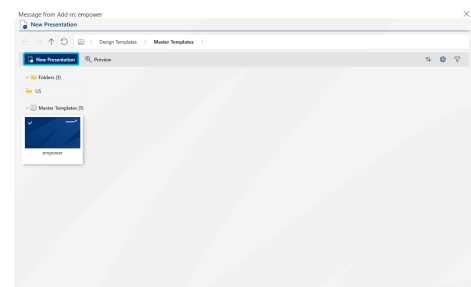 Message from Add-in: empower
New Presentation
Design Templates
Master Templates
New Presentation
Preview
Folders (1)
US
Master Templates (1)
empower
empower